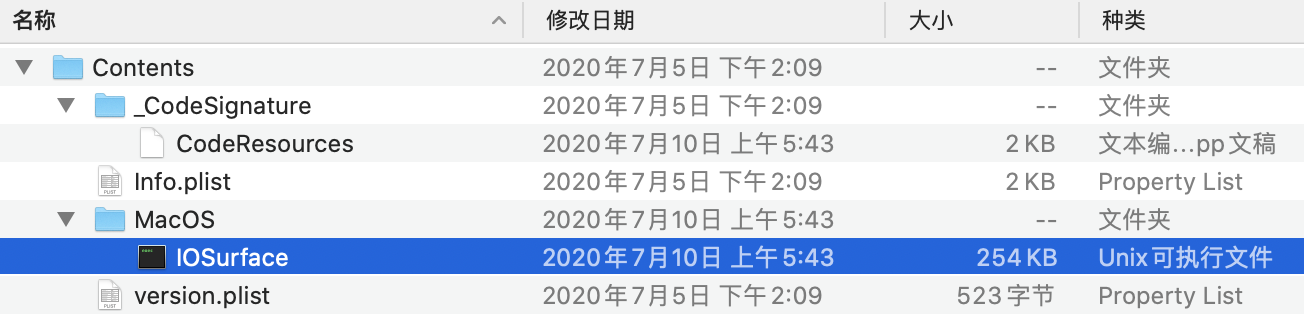 名称 修改日期 大小 种类
Contents 2020年7月5日 下午2:09 -- 文件夹
_CodeSignature 2020年7月5日 下午2:09 -- 文件夹
CodeResources 2020年7月10日 上午5:43 2 KB 文本编...pp文稿
Info.plist 2020年7月5日 下午2:09 2 KB Property List
MacOS 2020年7月10日 上午5:43 -- 文件夹
IOSurface 2020年7月10日 上午5:43 254 KB Unix可执行文件
version.plist 2020年7月5日 下午2:09 523字节 Property List